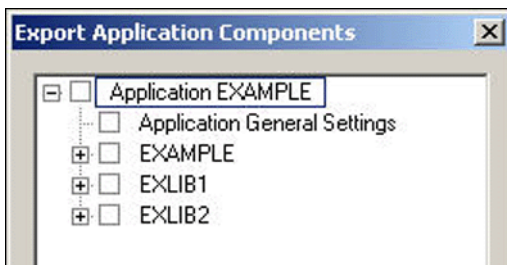 Export Application Components
Application EXAMPLE
Application General Settings
EXAMPLE
EXLIB1
EXLIB2